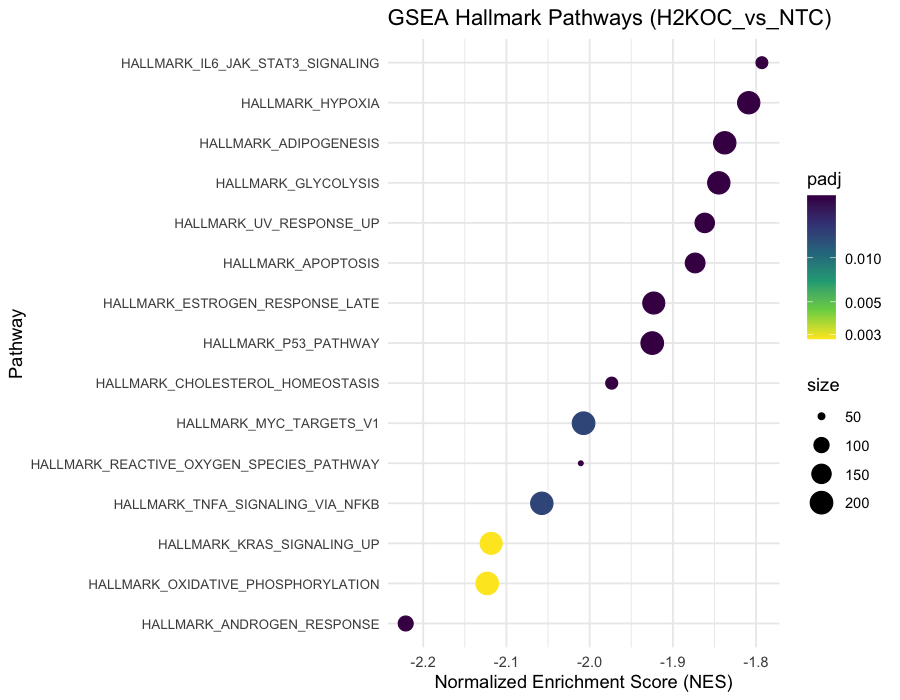 GSEA Hallmark Pathways (H2KOC_vs_NTC)
Pathway
HALLMARK_IL6_JAK_STAT3_SIGNALING
HALLMARK_HYPOXIA
HALLMARK_ADIPOGENESIS
HALLMARK_GLYCOLYSIS
HALLMARK_UV_RESPONSE_UP
HALLMARK_APOPTOSIS
HALLMARK_ESTROGEN_RESPONSE_LATE
HALLMARK_P53_PATHWAY
HALLMARK_CHOLESTEROL_HOMEOSTASIS
HALLMARK_MYC_TARGETS_V1
HALLMARK_REACTIVE_OXYGEN_SPECIES_PATHWAY
HALLMARK_TNFA_SIGNALING_VIA_NFKB
HALLMARK_KRAS_SIGNALING_UP
HALLMARK_OXIDATIVE_PHOSPHORYLATION
HALLMARK_ANDROGEN_RESPONSE
-2.2 -2.1 -2.0 -1.9 -1.8
Normalized Enrichment Score (NES)
padj
0.010
0.005
0.003
size
50
100
150
200